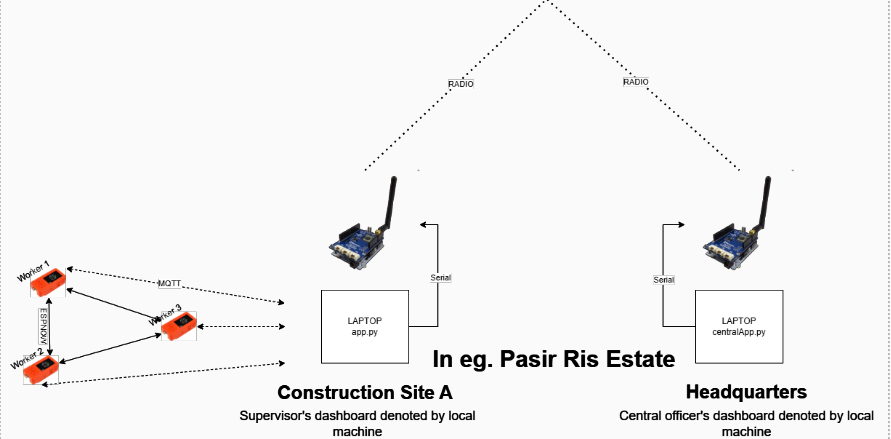 RADIO
RADIO
Worker 1
MQTT
Serial
Serial
Worker 3
ESPNOW
LAPTOP
app.py
LAPTOP
centralApp.py
Worker 2
In eg. Pasir Ris Estate
Construction Site A
Headquarters
Supervisor's dashboard denoted by local
machine
Central officer's dashboard denoted by local
machine